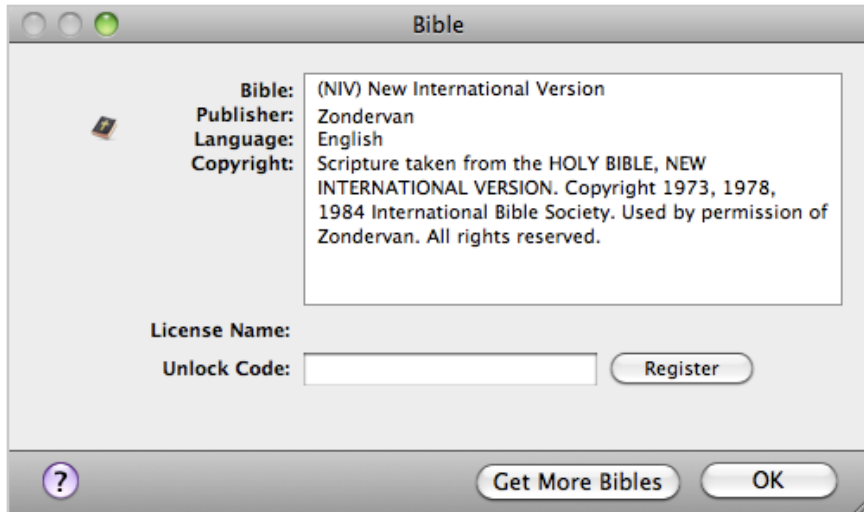 Bible
Bible: (NIV) New International Version
Publisher: Zondervan
Language: English
Copyright: Scripture taken from the HOLY BIBLE, NEW
INTERNATIONAL VERSION. Copyright 1973, 1978,
1984 International Bible Society. Used by permission of
Zondervan. All rights reserved.
License Name:
Unlock Code: Register
? Get More Bibles OK